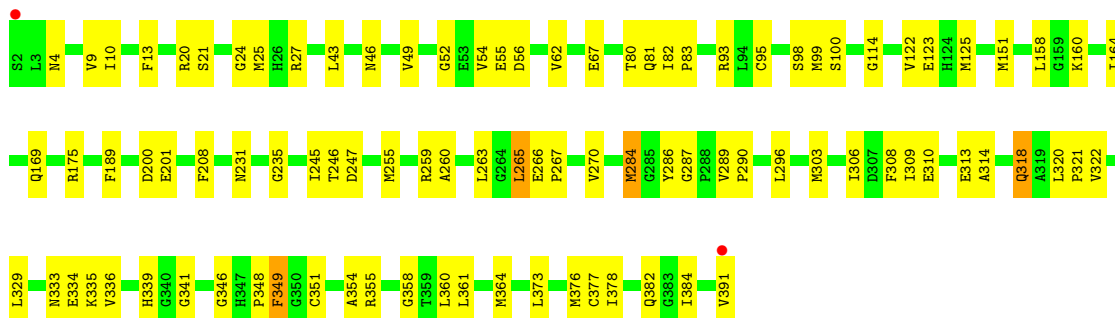 S2 L3 N4 V9 I10 F13 R20 S21 G24 M25 H26 R27 L43 N46 V49 G52 E53 V54 E55 D56 V62 E67 T80 Q81 I82 P83 R93 L94 C95 S98 M99 S100 G114 V122 E123 H124 M125 M151 L158 G159 K160 I164
Q169 R175 F189 D200 E201 F208 N231 G235 I245 T246 D247 M255 R259 A260 L263 G264 L265 E266 P267 V270 M284 G285 Y286 G287 P288 V289 P290 L296 M303 I306 D307 F308 I309 E310 E313 A314 Q318 A319 L320 P321 V322
L329 N333 E334 K335 V336 H339 G340 G341 G346 H347 P348 F349 G350 C351 A354 R355 G358 T359 L360 L361 M364 L373 M376 C377 I378 Q382 G383 I384 V391